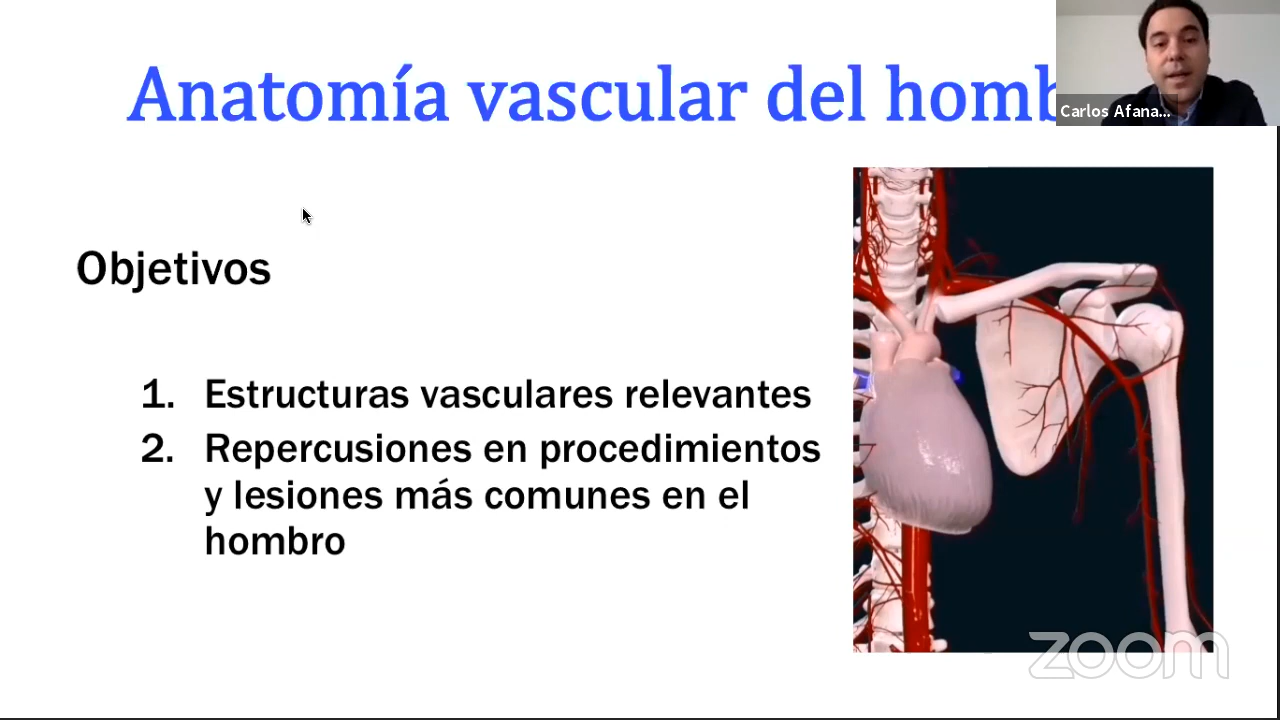 Anatomía vascular del homb
Carlos Afana...
Objetivos
1. Estructuras vasculares relevantes
2. Repercusiones en procedimientos
y lesiones más comunes en el
hombro
zoom